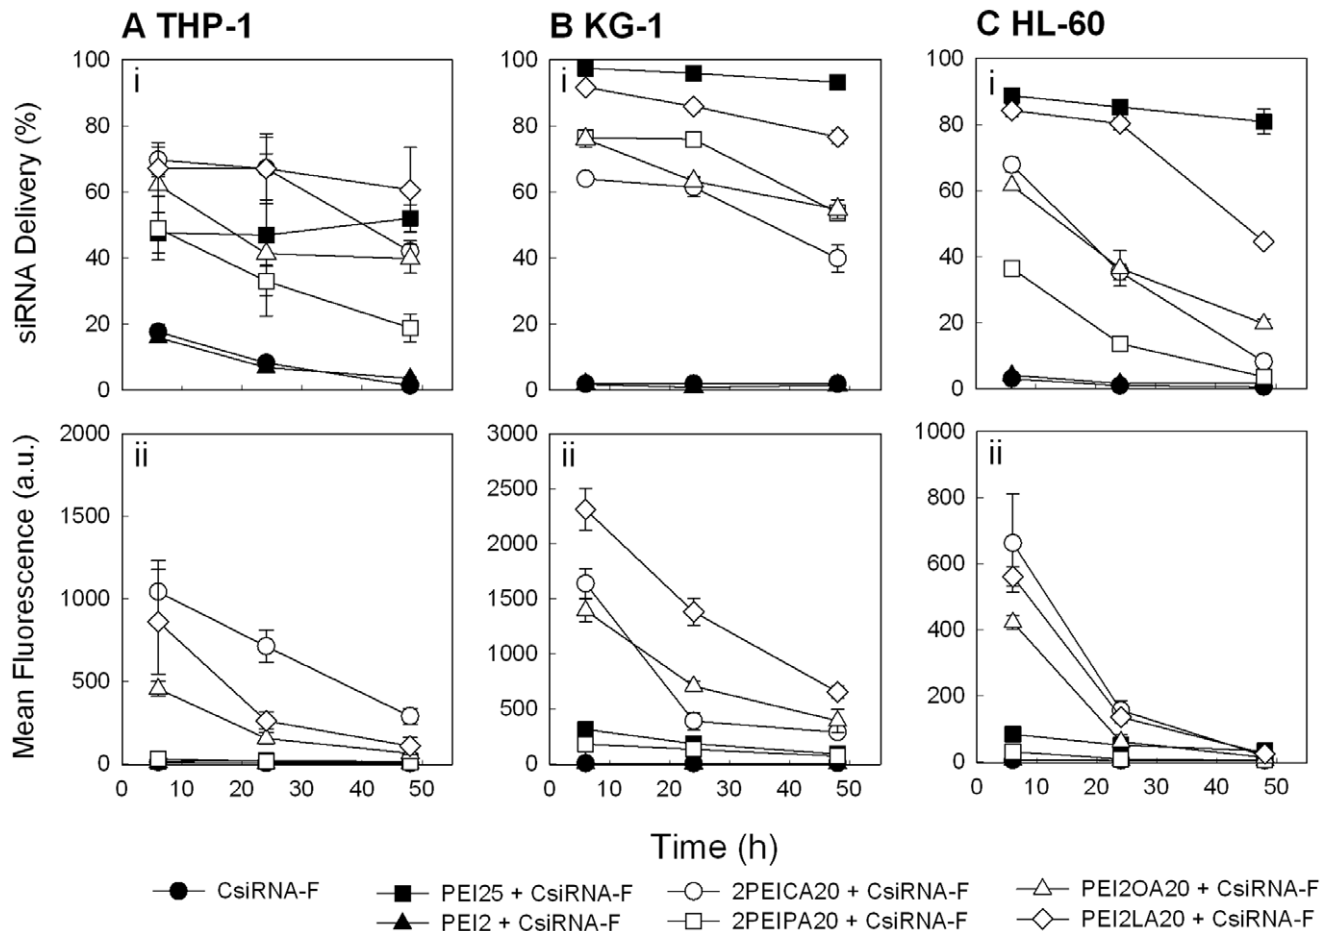 A THP-1
B KG-1
C HL-60
siRNA Delivery (%)
i
100
80
60
40
20
0
i
100
80
60
40
20
0
i
100
80
60
40
20
0
Mean Fluorescence (a.u.)
ii
2000
1500
1000
500
0
0 10 20 30 40 50
ii
3000
2500
2000
1500
1000
500
0
0 10 20 30 40 50
ii
1000
800
600
400
200
0
0 10 20 30 40 50
Time (h)
CsiRNA-F
PEI25 + CsiRNA-F
2PEICA20 + CsiRNA-F
PEI2OA20 + CsiRNA-F
PEI2 + CsiRNA-F
2PEIPA20 + CsiRNA-F
PEI2LA20 + CsiRNA-F